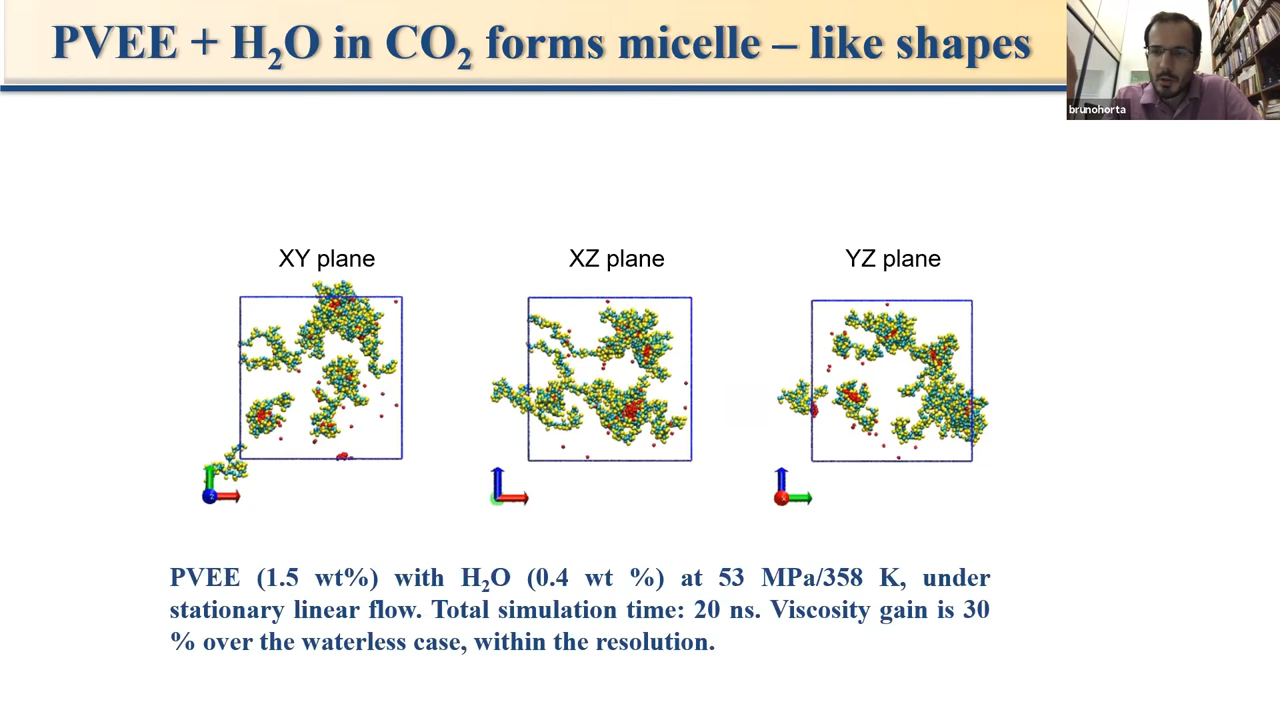 PVEE + H₂O in CO₂ forms micelle – like shapes
brunohorta
XY plane
XZ plane
YZ plane
PVEE (1.5 wt%) with H₂O (0.4 wt %) at 53 MPa/358 K, under
stationary linear flow. Total simulation time: 20 ns. Viscosity gain is 30
% over the waterless case, within the resolution.